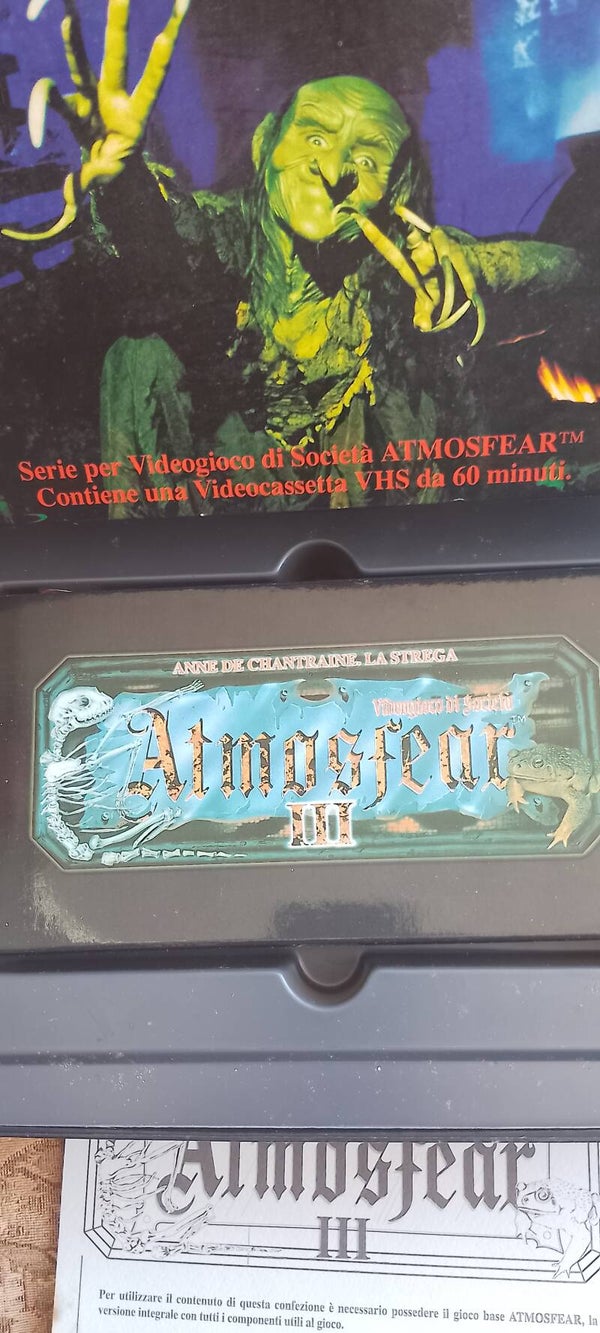 Serie per Videogioco di Società ATMOSFEAR™
Contiene una Videocassetta VHS da 60 minuti.
ANNE DE CHANTRAINE. LA STREGA
Videogioco di Società
Atmosfear™
III
Atmosfear
III
Per utilizzare il contenuto di questa confezione è necessario possedere il gioco base ATMOSFEAR, la
versione integrale con tutti i componenti utili al gioco.